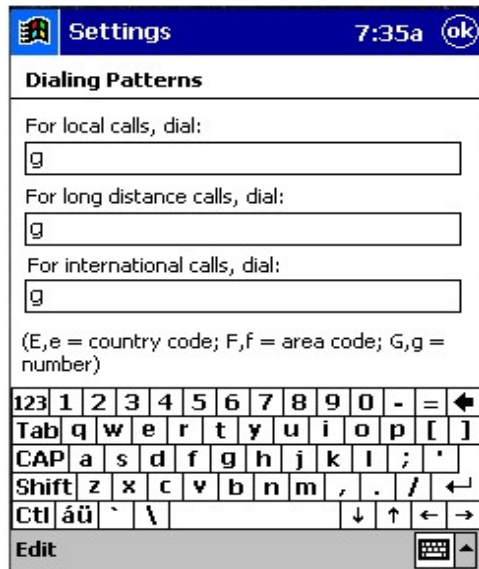 Settings 7:35a ok
Dialing Patterns
For local calls, dial:
g
For long distance calls, dial:
g
For international calls, dial:
g
(E,e = country code; F,f = area code; G,g =
number)
123 1 2 3 4 5 6 7 8 9 0 - = ←
Tab q w e r t y u i o p [ ]
CAP a s d f g h j k l ; '
Shift z x c v b n m , . / ↵
Ctl áü ` \ ↓ ↑ ← →
Edit